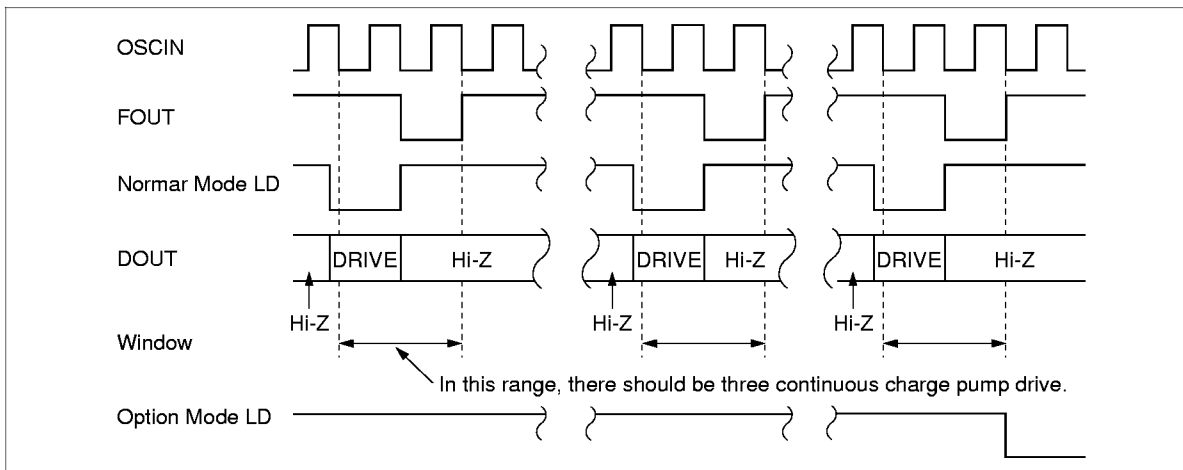 OSCIN
FOUT
Normar Mode LD
DOUT
DRIVE Hi-Z DRIVE Hi-Z DRIVE Hi-Z
Hi-Z Hi-Z Hi-Z
Window
In this range, there should be three continuous charge pump drive.
Option Mode LD